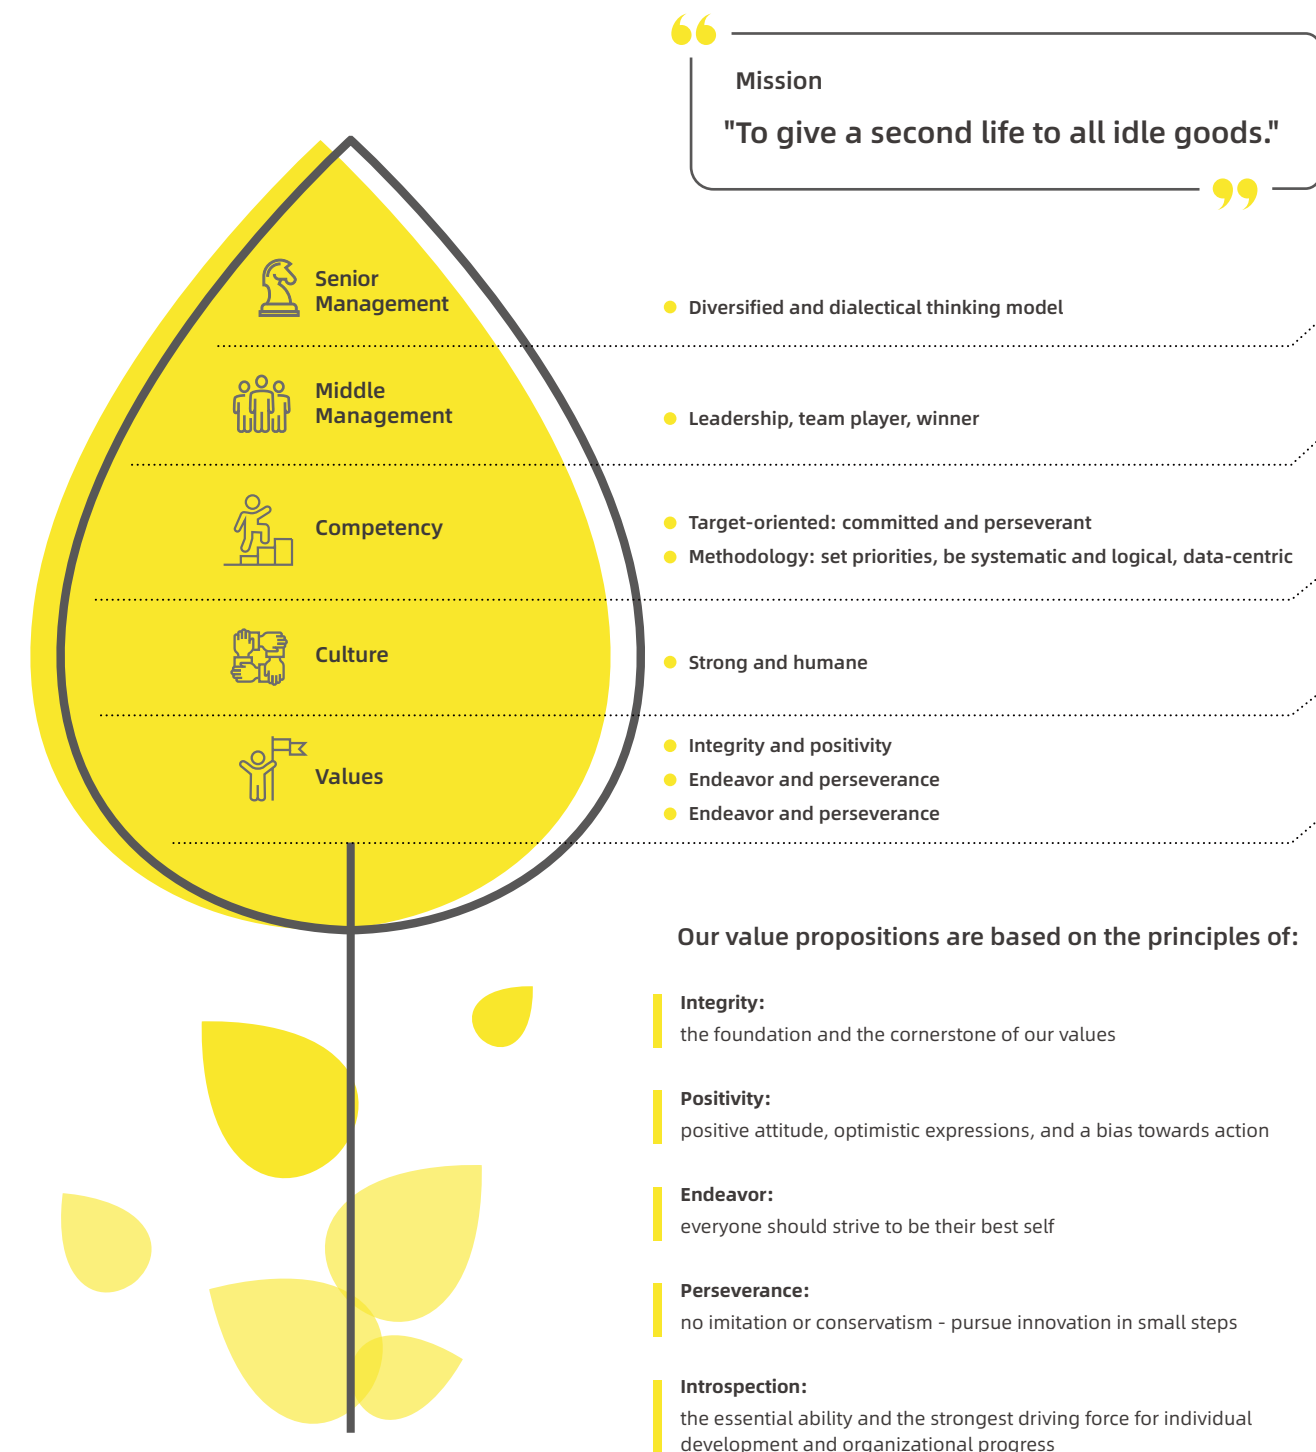 Mission
"To give a second life to all idle goods."
Senior
Management
Diversified and dialectical thinking model
Middle
Management
Leadership, team player, winner
Competency
Target-oriented: committed and perseverant
Methodology: set priorities, be systematic and logical, data-centric
Culture
Strong and humane
Values
Integrity and positivity
Endeavor and perseverance
Endeavor and perseverance
Our value propositions are based on the principles of:
Integrity:
the foundation and the cornerstone of our values
Positivity:
positive attitude, optimistic expressions, and a bias towards action
Endeavor:
everyone should strive to be their best self
Perseverance:
no imitation or conservatism - pursue innovation in small steps
Introspection:
the essential ability and the strongest driving force for individual
development and organizational progress